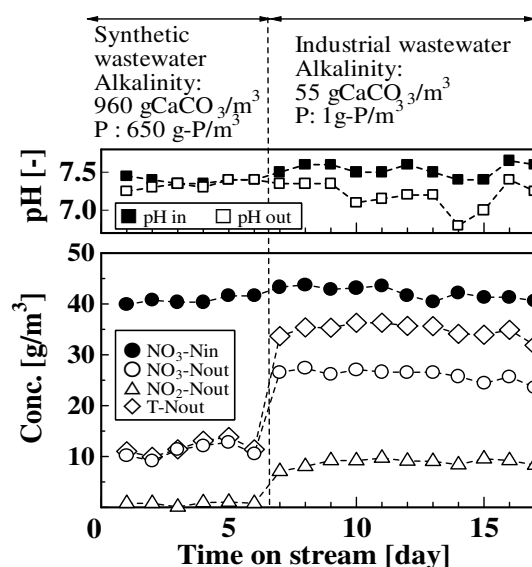 Synthetic
wastewater
Alkalinity:
960 gCaCO3/m3
P : 650 g-P/m3
Industrial wastewater
Alkalinity:
55 gCaCO3/m3
P: 1g-P/m3
pH [-]
7.5
7.0
pH in
pH out
Conc. [g/m3]
50
40
30
20
10
0
NO3-Nin
NO3-Nout
NO2-Nout
T-Nout
5
10
15
Time on stream [day]